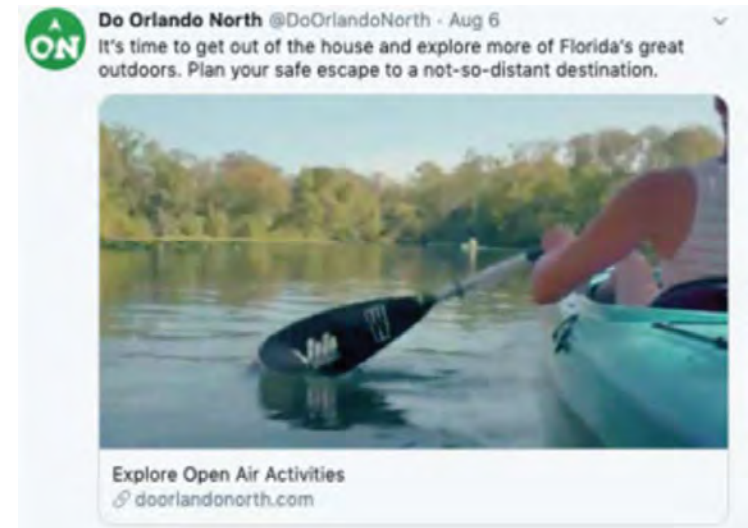 ON
Do Orlando North @DoOrlandoNorth · Aug 6
It's time to get out of the house and explore more of Florida's great
outdoors. Plan your safe escape to a not-so-distant destination.
Explore Open Air Activities
doorlandonorth.com